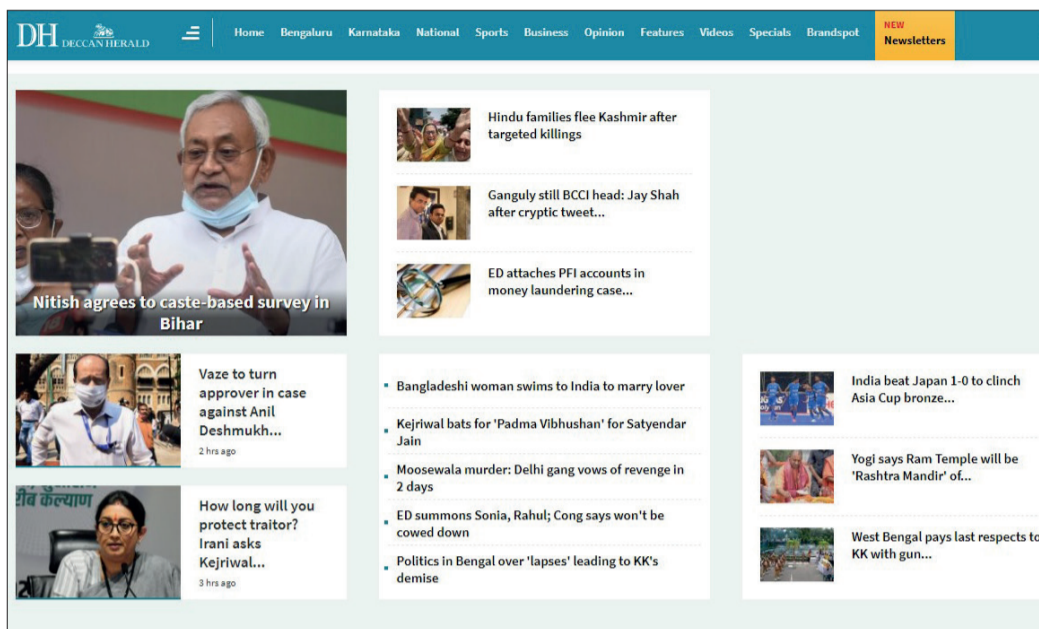 DH DECCAN HERALD
Home Bengaluru Karnataka National Sports Business Opinion Features Videos Specials Brandspot
NEW
Newsletters
Nitish agrees to caste-based survey in
Bihar
Hindu families flee Kashmir after
targeted killings
Ganguly still BCCI head: Jay Shah
after cryptic tweet...
ED attaches PFI accounts in
money laundering case...
Vaze to turn
approver in case
against Anil
Deshmukh...
2 hrs ago
रीब कल्याण
How long will you
protect traitor?
Irani asks
Kejriwal...
3 hrs ago
Bangladeshi woman swims to India to marry lover
Kejriwal bats for 'Padma Vibhushan' for Satyendar
Jain
Moosewala murder: Delhi gang vows of revenge in
2 days
ED summons Sonia, Rahul; Cong says won't be
cowed down
Politics in Bengal over 'lapses' leading to KK's
demise
India beat Japan 1-0 to clinch
Asia Cup bronze...
Yogi says Ram Temple will be
'Rashtra Mandir' of...
West Bengal pays last respects to
KK with gun...